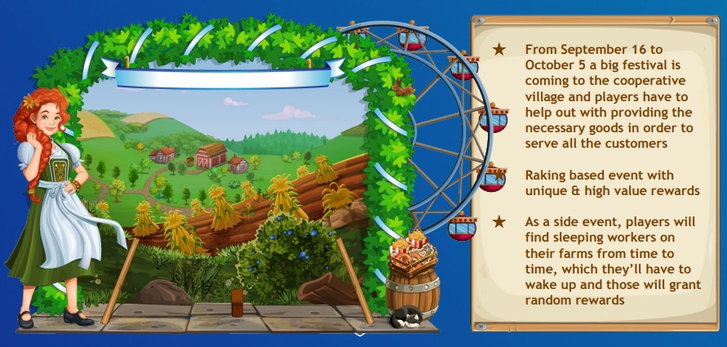 From September 16 to
October 5 a big festival is
coming to the cooperative
village and players have to
help out with providing the
necessary goods in order to
serve all the customers
Raking based event with
unique & high value rewards
As a side event, players will
find sleeping workers on
their farms from time to
time, which they'll have to
wake up and those will grant
random rewards